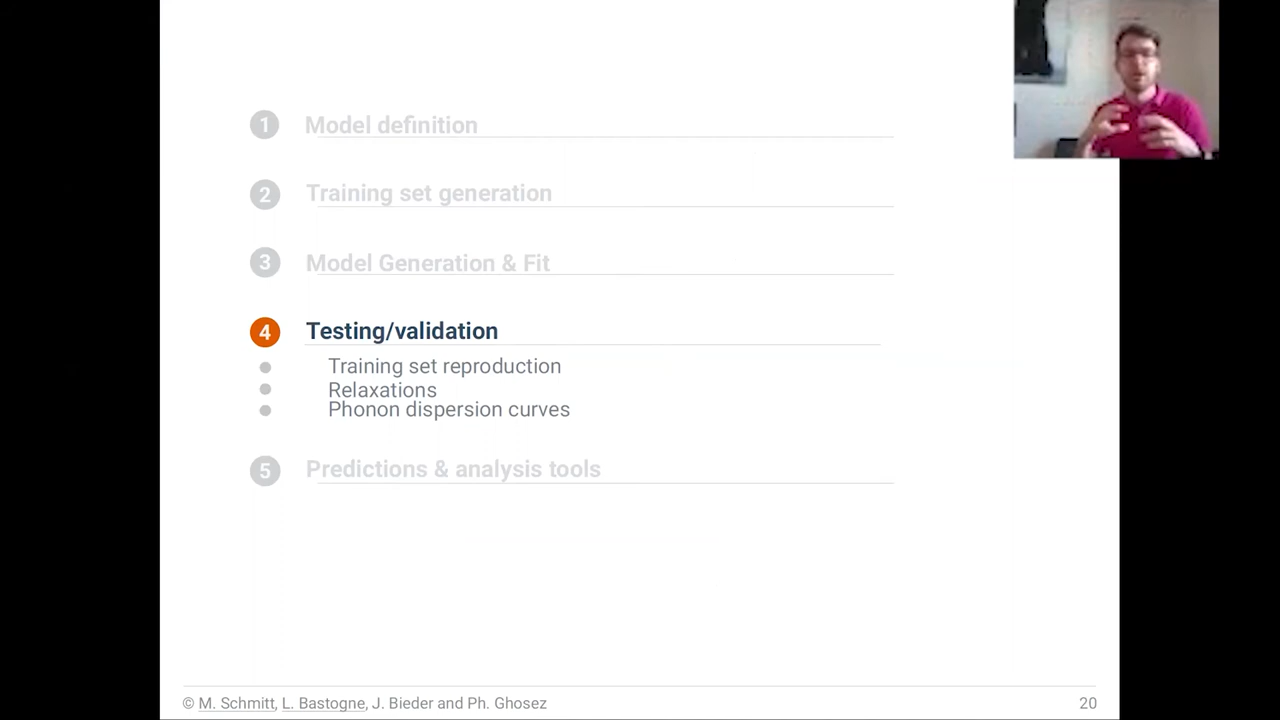 1 Model definition
2 Training set generation
3 Model Generation & Fit
4 Testing/validation
Training set reproduction
Relaxations
Phonon dispersion curves
5 Predictions & analysis tools
© M. Schmitt, L. Bastogne, J. Bieder and Ph. Ghosez 20